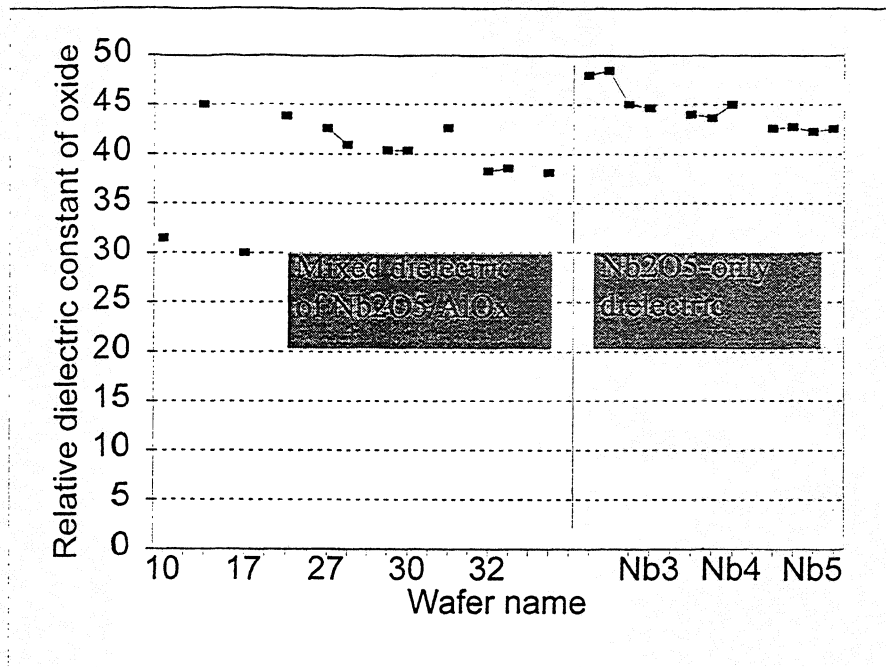 Relative dielectric constant of oxide
50
45
40
35
30
25
20
15
10
5
0
Mixed dielectric
of Nb2O5/AlOx
Nb2O5-only
dielectric
10 17 27 30 32 Nb3 Nb4 Nb5
Wafer name